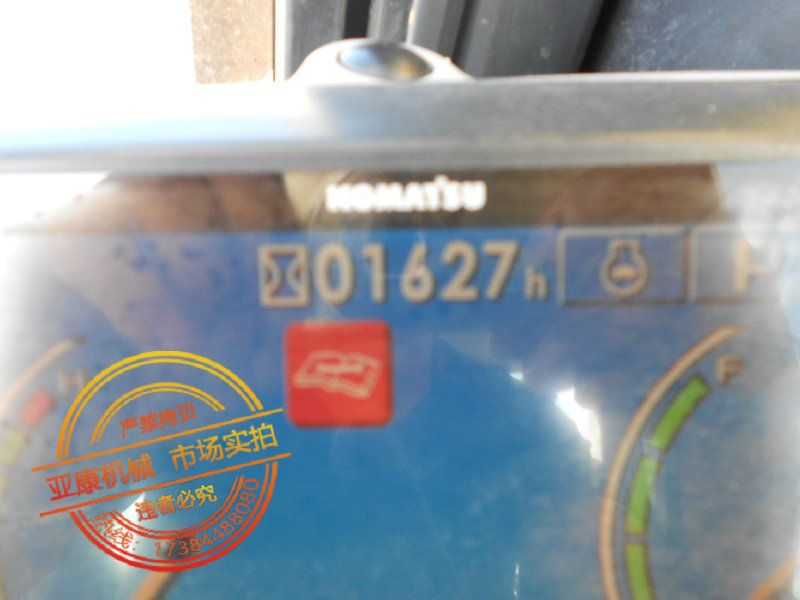 KOMATSU
01627h
P
H
F
严禁拷贝
亚康机械 市场实拍
违者必究
热线：17384488080